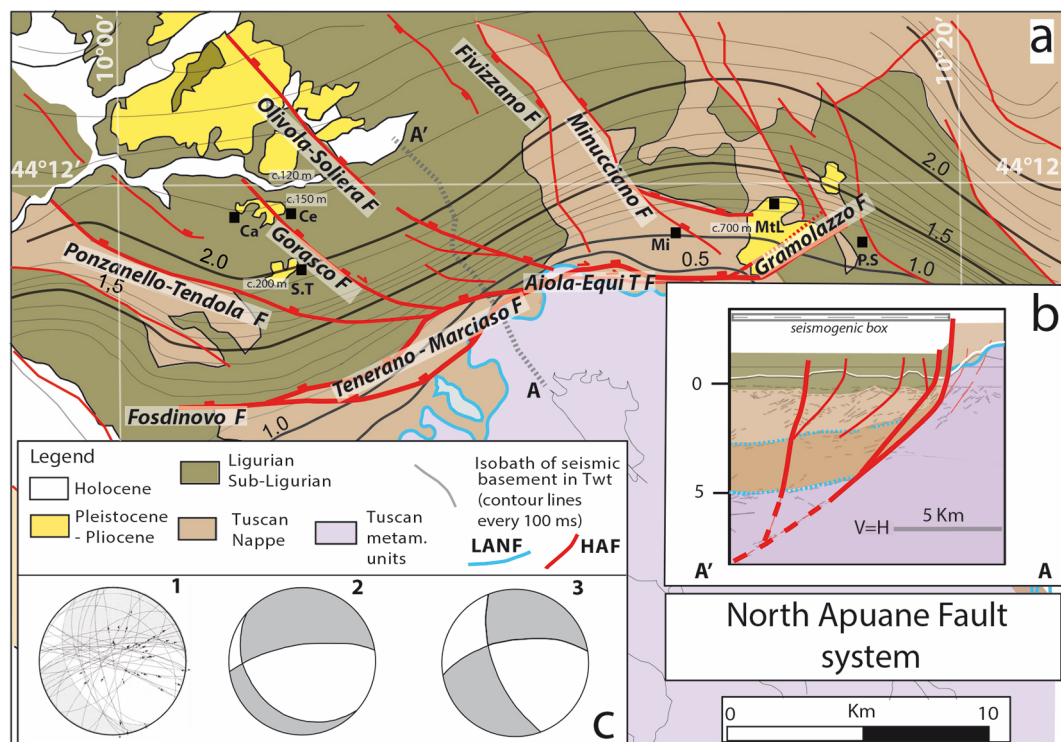 a
10°00'
10°20'
44°12'
44°12'
Olivola-Soliera F
A'
Fivizzano F
Minucciano F
2.0
c.120 m
c.150 m
Ce
Ca
Gorasco F
c.700 m
MtL
Gramolazzo F
Mi
0.5
P.S
1.5
1.0
2.0
Ponzanello-Tendola F
c.200 m
S.T
1,5
Aiola-Equi T F
Tenerano - Marciaso F
A
Fosdinovo F
1.0
b
seismogenic box
0
5
V=H
5 Km
A'
A
Legend
Holocene
Pleistocene
- Pliocene
Ligurian
Sub-Ligurian
Tuscan
Nappe
Tuscan
metam.
units
Isobath of seismic
basement in Twt
(contour lines
every 100 ms)
LANF
HAF
1
2
3
C
North Apuane Fault
system
0
Km
10